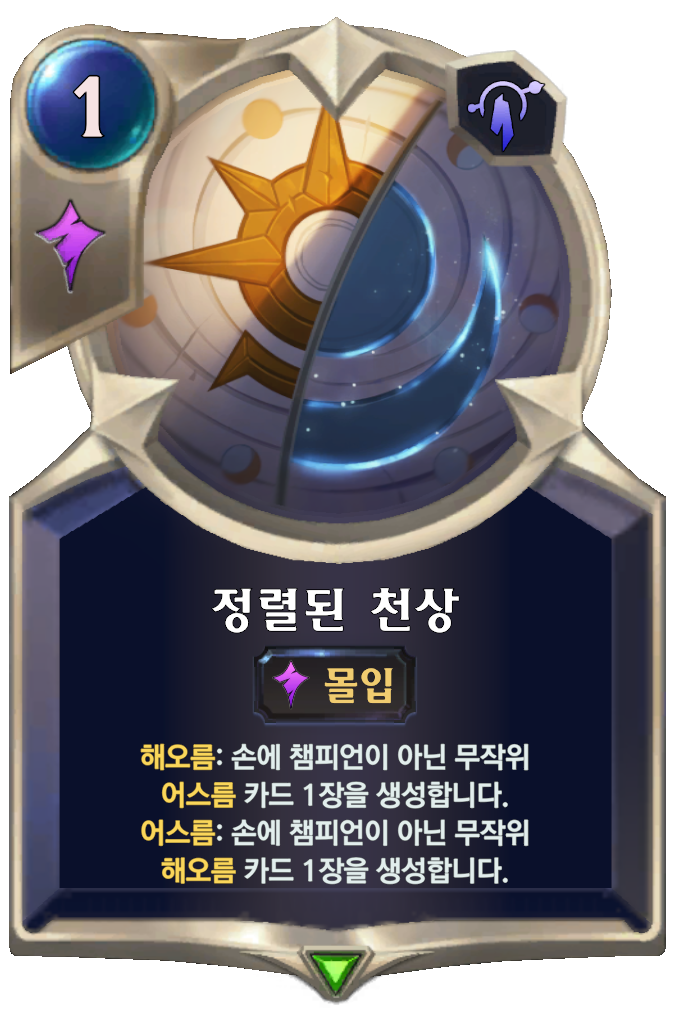 1
정렬된 천상
몰입
해오름: 손에 챔피언이 아닌 무작위
어스름 카드 1장을 생성합니다.
어스름: 손에 챔피언이 아닌 무작위
해오름 카드 1장을 생성합니다.